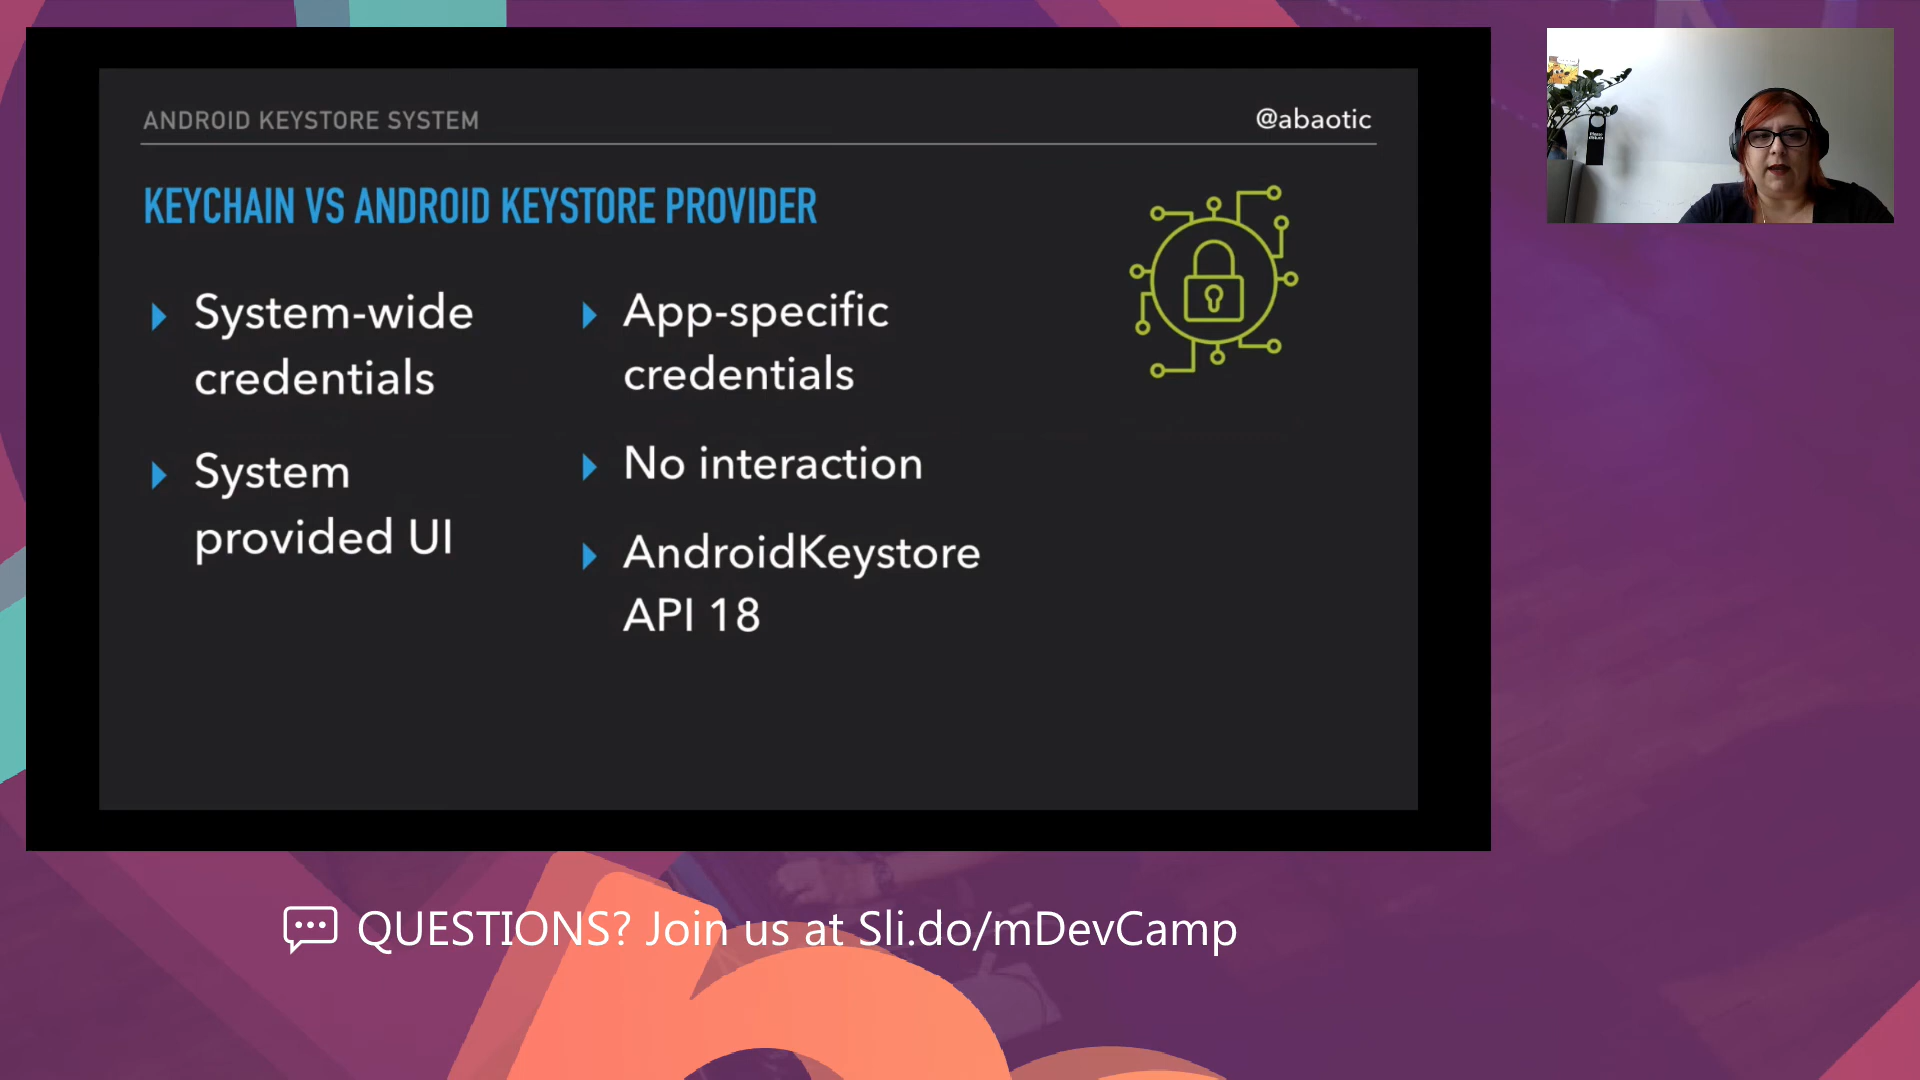 ANDROID KEYSTORE SYSTEM
@abaotic
KEYCHAIN VS ANDROID KEYSTORE PROVIDER
System-wide
credentials
System
provided UI
App-specific
credentials
No interaction
AndroidKeystore
API 18
QUESTIONS? Join us at Sli.do/mDevCamp